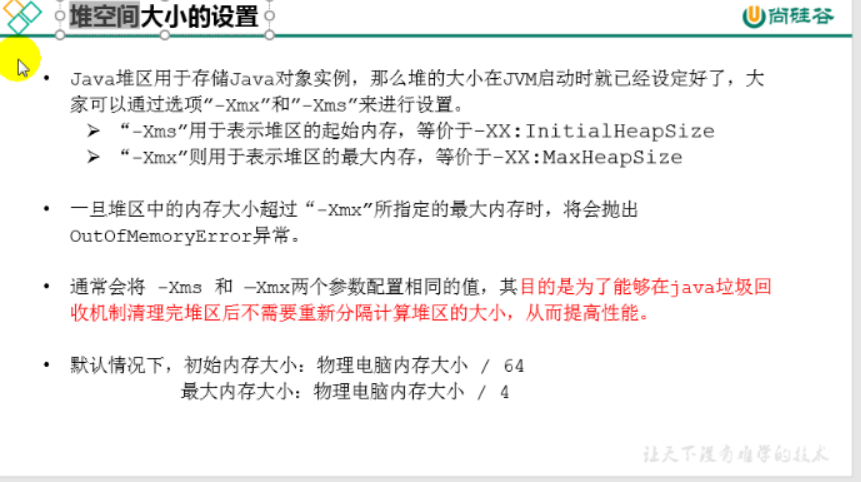 堆空间大小的设置
尚硅谷
• Java堆区用于存储Java对象实例，那么堆的大小在JVM启动时就已经设定好了，大
家可以通过选项"-Xmx"和"-Xms"来进行设置。
➢ “-Xms”用于表示堆区的起始内存，等价于-XX:InitialHeapSize
➢ “-Xmx”则用于表示堆区的最大内存，等价于-XX:MaxHeapSize
• 一旦堆区中的内存大小超过“-Xmx”所指定的最大内存时，将会抛出
OutOfMemoryError异常。
• 通常会将 -Xms 和 -Xmx两个参数配置相同的值，其目的是为了能够在java垃圾回
收机制清理完堆区后不需要重新分隔计算堆区的大小，从而提高性能。
• 默认情况下，初始内存大小：物理电脑内存大小 / 64
最大内存大小：物理电脑内存大小 / 4
让天下没有难学的技术